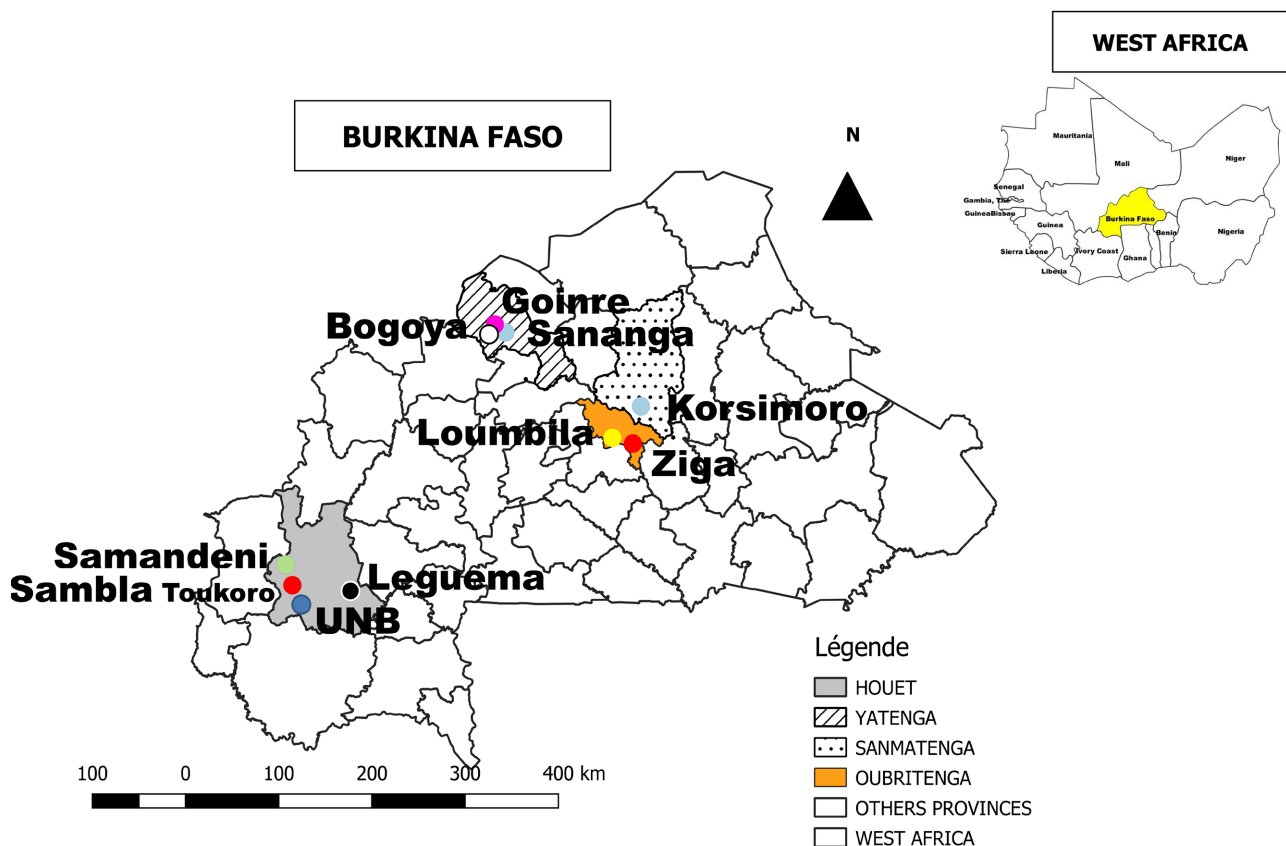 WEST AFRICA
BURKINA FASO
N
Mauritania
Mali
Niger
Senegal
Gambia, The
GuineaBissau
Guinea
Burkina Faso
Benin
Nigeria
Sierra Leone
Ivory Coast
Ghana
Liberia
Goinre
Bogoya
Sananga
Korsimoro
Loumbila
Ziga
Samandeni
Sambla Toukoro
Leguema
UNB
Légende
HOUET
YATENGA
SANMATENGA
OUBRITENGA
OTHERS PROVINCES
WEST AFRICA
100 0 100 200 300 400 km